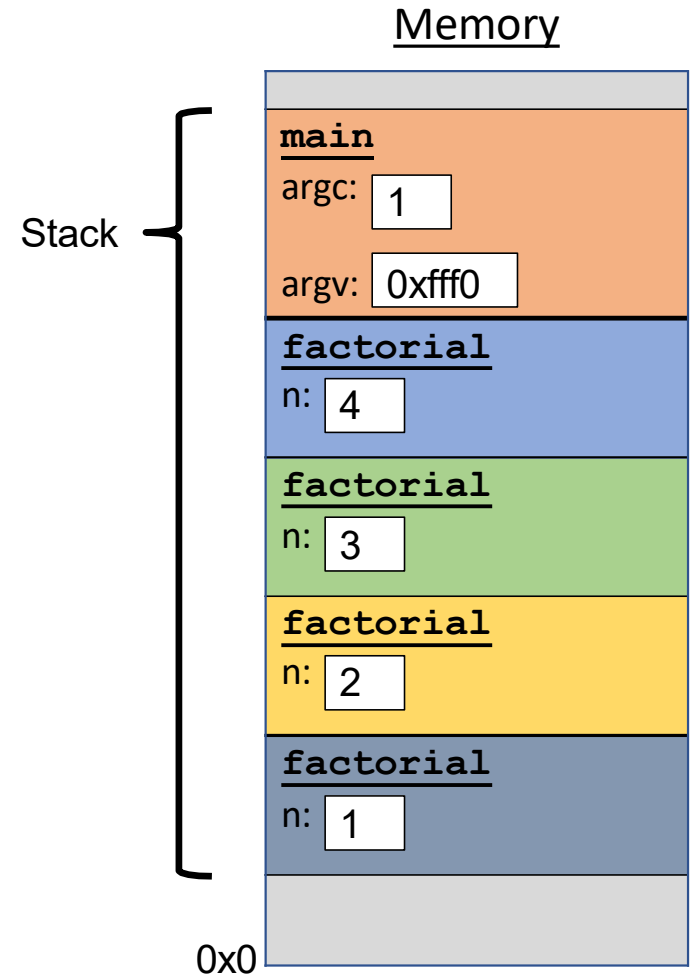 Memory
main
argc: 1
Stack
argv: 0xfff0
factorial
n: 4
factorial
n: 3
factorial
n: 2
factorial
n: 1
0x0